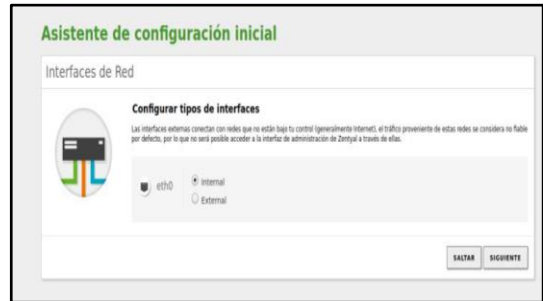 Asistente de configuración inicial
Interfaces de Red
Configurar tipos de interfaces
Las interfaces externas conectan con redes que no están bajo tu control (generalmente Internet), el tráfico proveniente de estas redes se considera no fiable
por defecto, por lo que no será posible acceder a la interfaz de administración de Zentyal a través de ellas.
eth0
Internal
External
SALTAR SIGUIENTE